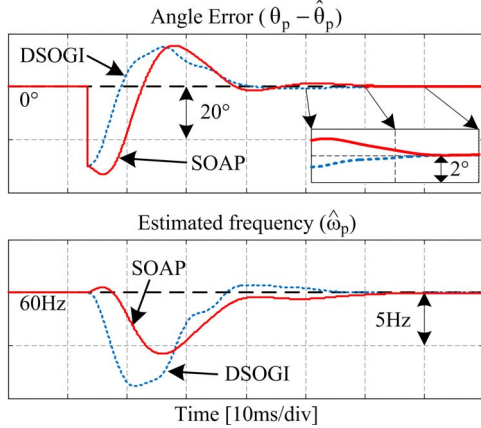 Angle Error (θp − θ̂p)
DSOGI
0°
20°
SOAP
2°
Estimated frequency (ω̂p)
SOAP
60Hz
5Hz
DSOGI
Time [10ms/div]